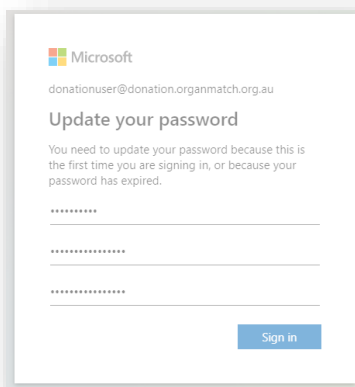 Microsoft
donationuser@donation.organmatch.org.au
Update your password
You need to update your password because this is
the first time you are signing in, or because your
password has expired.
••••••••••
••••••••••••••••
••••••••••••••••
Sign in